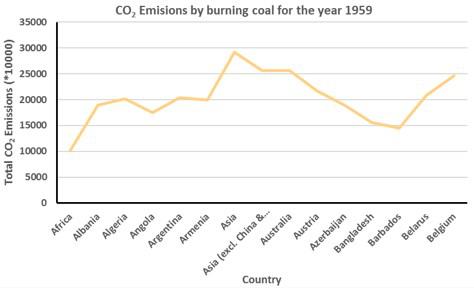 CO₂ Emisions by burning coal for the year 1959
Total CO₂ Emissions (*10000)
35000
30000
25000
20000
15000
10000
5000
0
Africa
Albania
Algeria
Angola
Argentina
Armenia
Asia
Asia (excl. China &...
Australia
Austria
Azerbaijan
Bangladesh
Barbados
Belarus
Belgium
Country